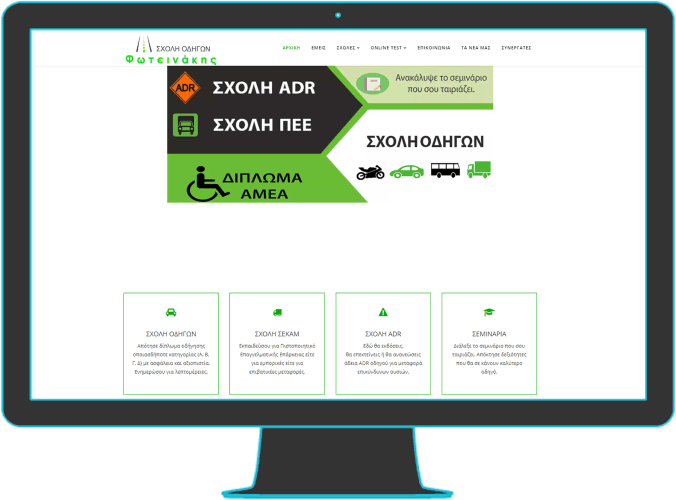 ΣΧΟΛΗ ΟΔΗΓΩΝ
Φωτεινάκης
ΑΡΧΙΚΗ ΕΜΕΙΣ ΣΧΟΛΕΣ ONLINE TEST ΕΠΙΚΟΙΝΩΝΙΑ ΤΑ ΝΕΑ ΜΑΣ ΣΥΝΕΡΓΑΤΕΣ
ADR ΣΧΟΛΗ ADR
ΣΧΟΛΗ ΠΕΕ
ΔΙΠΛΩΜΑ
ΑΜΕΑ
Ανακάλυψε το σεμινάριο
που σου ταιριάζει.
ΣΧΟΛΗ ΟΔΗΓΩΝ
ΣΧΟΛΗ ΟΔΗΓΩΝ
Απότησε δίπλωμα οδήγησης
οποιασδήποτε κατηγορίας (Α, Β,
Γ, Δ) με ασφάλεια και αξιοπιστία.
Ενημερώσου για λεπτομέρειες.
ΣΧΟΛΗ ΣΕΚΑΜ
Εκπαιδεύσου για Πιστοποιητικό
Επαγγελματικής Επάρκειας είτε
για εμπορικές είτε για
επιβατικές μεταφορές.
ΣΧΟΛΗ ADR
Εδώ θα εκδόσεις,
θα επεκτείνεις ή θα ανανεώσεις
άδεια ADR οδηγού για μεταφορά
επικίνδυνων ουσιών.
ΣΕΜΙΝΑΡΙΑ
Διάλεξε το σεμινάριο που σου
ταιριάζει. Απόκτησε δεξιότητες
που θα σε κάνουν καλύτερο
οδηγό.